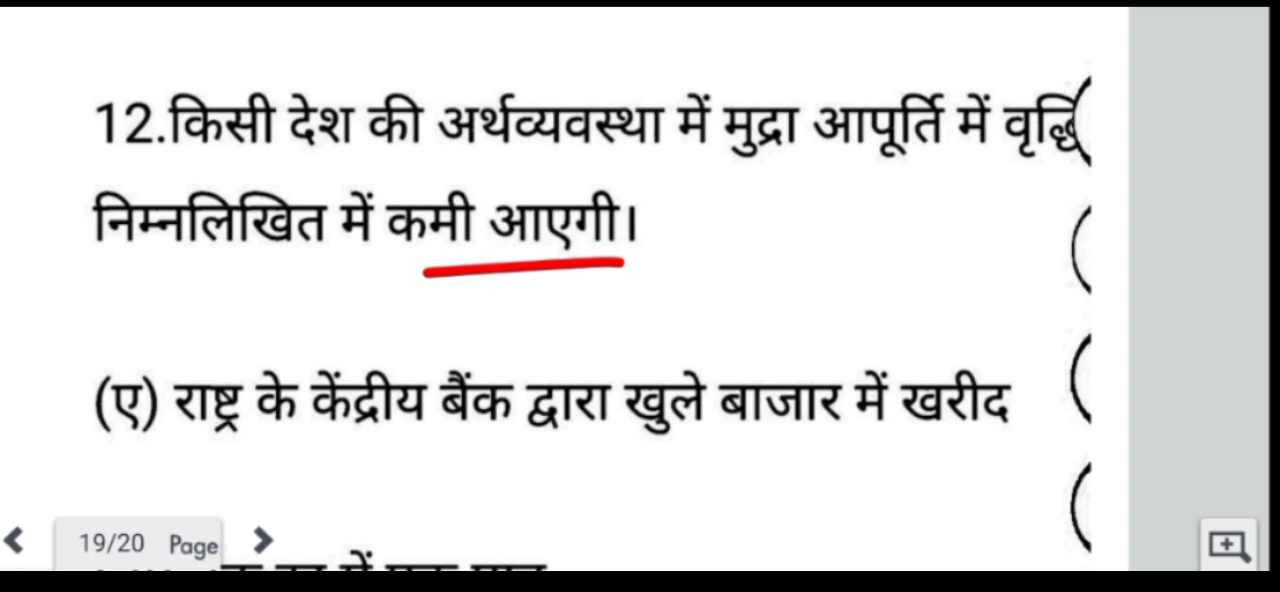 12.किसी देश की अर्थव्यवस्था में मुद्रा आपूर्ति में वृद्धि
निम्नलिखित में कमी आएगी।
(ए) राष्ट्र के केंद्रीय बैंक द्वारा खुले बाजार में खरीद
19/20 Page